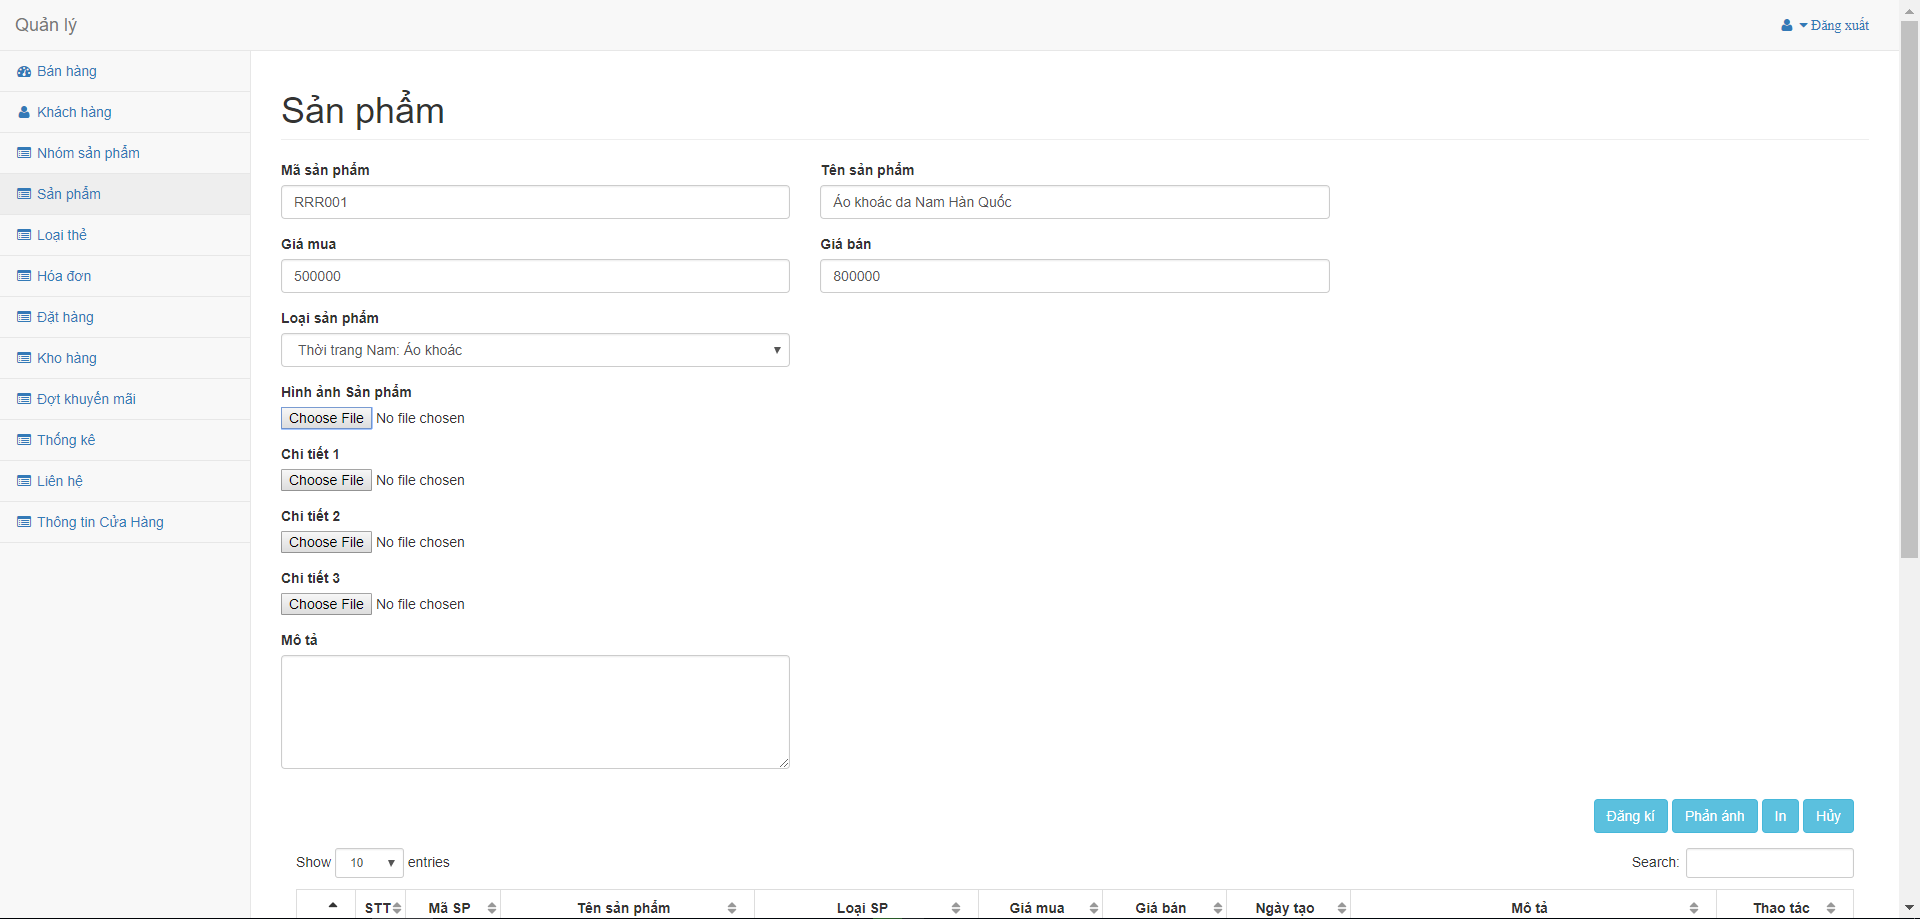 Quản lý
Đăng xuất
Bán hàng
Khách hàng
Nhóm sản phẩm
Sản phẩm
Loại thẻ
Hóa đơn
Đặt hàng
Kho hàng
Đợt khuyến mãi
Thống kê
Liên hệ
Thông tin Cửa Hàng
Sản phẩm
Mã sản phẩm
Tên sản phẩm
RRR001
Áo khoác da Nam Hàn Quốc
Giá mua
Giá bán
500000
800000
Loại sản phẩm
Thời trang Nam: Áo khoác
Hình ảnh Sản phẩm
Choose File No file chosen
Chi tiết 1
Choose File No file chosen
Chi tiết 2
Choose File No file chosen
Chi tiết 3
Choose File No file chosen
Mô tả
Đăng kí Phản ánh In Hủy
Show 10 entries
Search:
STT Mã SP Tên sản phẩm Loại SP Giá mua Giá bán Ngày tạo Mô tả Thao tác